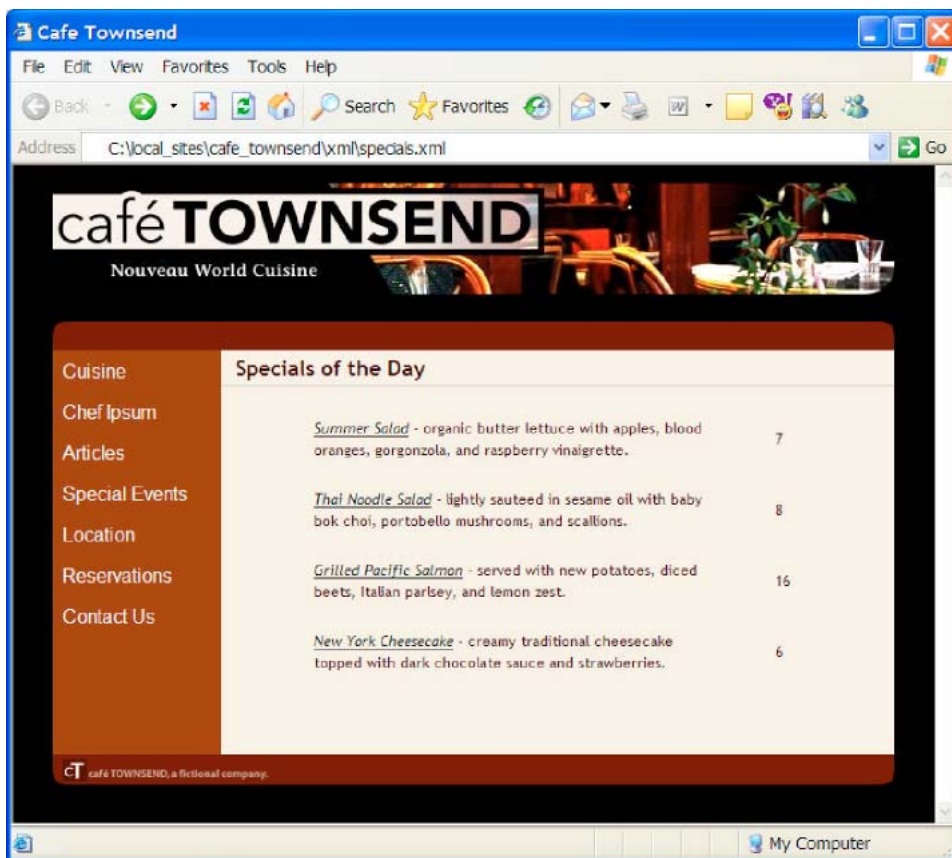 Cafe Townsend
File Edit View Favorites Tools Help
Back Search Favorites
Address C:\local_sites\cafe_townsend\xml\specials.xml Go
café TOWNSEND
Nouveau World Cuisine
Cuisine
Chef Ipsum
Articles
Special Events
Location
Reservations
Contact Us
Specials of the Day
Summer Salad - organic butter lettuce with apples, blood
oranges, gorgonzola, and raspberry vinaigrette.
7
Thai Noodle Salad - lightly sauteed in sesame oil with baby
bok choi, portobello mushrooms, and scallions.
8
Grilled Pacific Salmon - served with new potatoes, diced
beets, Italian parlsey, and lemon zest.
16
New York Cheesecake - creamy traditional cheesecake
topped with dark chocolate sauce and strawberries.
6
cT café TOWNSEND, a fictional company.
My Computer